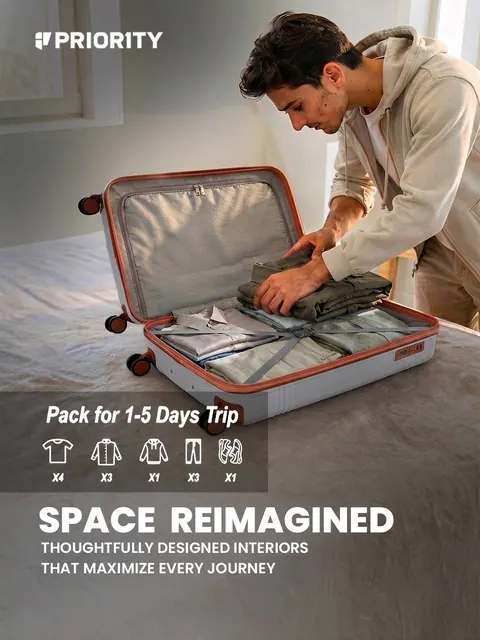 PRIOR1TY
Pack for 1-5 Days Trip
X4 X3 X1 X3 X1
SPACE REIMAGINED
THOUGHTFULLY DESIGNED INTERIORS
THAT MAXIMIZE EVERY JOURNEY